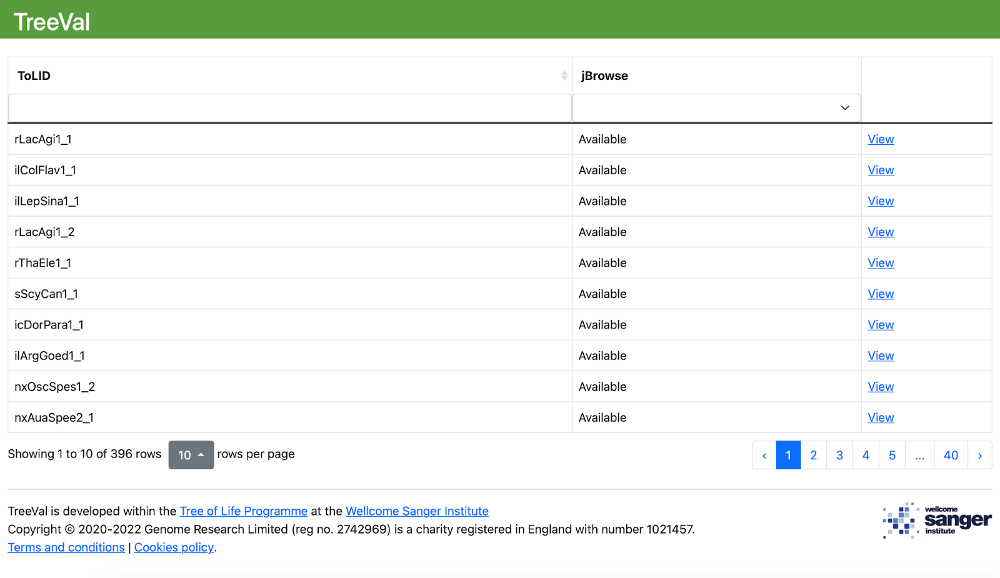 TreeVal
ToLID jBrowse
rLacAgi1_1 Available View
ilColFlav1_1 Available View
ilLepSina1_1 Available View
rLacAgi1_2 Available View
rThaEle1_1 Available View
sScyCan1_1 Available View
icDorPara1_1 Available View
ilArgGoed1_1 Available View
nxOscSpes1_2 Available View
nxAuaSpee2_1 Available View
Showing 1 to 10 of 396 rows 10 rows per page ‹ 1 2 3 4 5 ... 40 ›
TreeVal is developed within the Tree of Life Programme at the Wellcome Sanger Institute
Copyright © 2020-2022 Genome Research Limited (reg no. 2742969) is a charity registered in England with number 1021457.
Terms and conditions | Cookies policy.
wellcome
sanger
institute